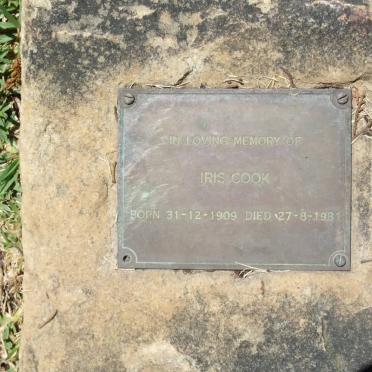 IN LOVING MEMORY OF
IRIS COOK
BORN 31-12-1909 DIED 27-8-1981